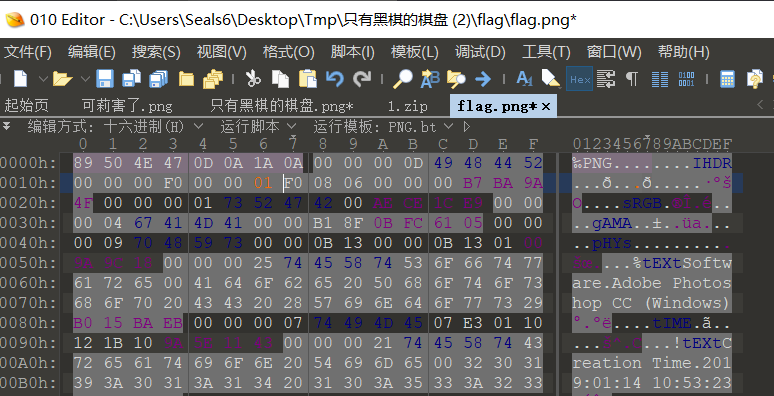 010 Editor - C:\Users\Seals6\Desktop\Tmp\只有黑棋的棋盘 (2)\flag\flag.png*
文件(F) 编辑(E) 搜索(S) 视图(V) 格式(O) 脚本(I) 模板(L) 调试(D) 工具(T) 窗口(W) 帮助(H)
起始页 可莉害了.png 只有黑棋的棋盘.png* 1.zip flag.png* ×
编辑方式: 十六进制(H) 运行脚本 运行模板: PNG.bt
0 1 2 3 4 5 6 7 8 9 A B C D E F 0123456789ABCDEF
0000h: 89 50 4E 47 0D 0A 1A 0A 00 00 00 0D 49 48 44 52 ‰PNG........IHDR
0010h: 00 00 00 F0 00 00 01 F0 08 06 00 00 00 B7 BA 9A ...ð...ð.....·ºš
0020h: 4F 00 00 00 01 73 52 47 42 00 00 00 O....sRGB.
0030h: 00 04 67 41 4D 41 00 00 B1 8F 0B FC 61 05 00 00 ..gAMA..±..üa...
0040h: 00 09 70 48 59 73 00 00 0B 13 00 00 0B 13 01 ..pHYs..........
0050h: 00 00 00 25 74 45 58 74 53 6F 66 74 77 ...%tEXtSoftw
0060h: 61 72 65 00 41 64 6F 62 65 20 50 68 6F 74 6F 73 are.Adobe Photos
0070h: 68 6F 70 20 43 43 20 28 57 69 6E 64 6F 77 73 29 hop CC (Windows)
0080h: B0 15 BA EB 00 00 00 07 74 49 4D 45 07 E3 01 10 °.ºë....tIME.ã..
0090h: 12 1B 10 00 00 00 21 74 45 58 74 43 ...!tEXtC
00A0h: 72 65 61 74 69 6F 6E 20 54 69 6D 65 00 32 30 31 reation Time.201
00B0h: 39 3A 30 31 3A 31 34 20 31 30 3A 35 33 3A 32 33 9:01:14 10:53:23